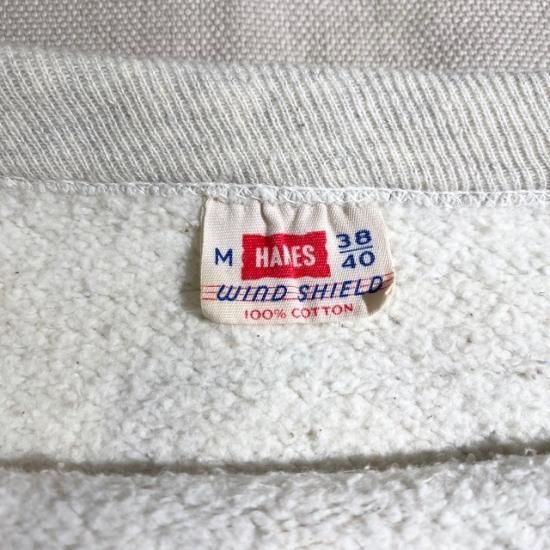 M HANES 38/40
WIND SHIELD
100% COTTON